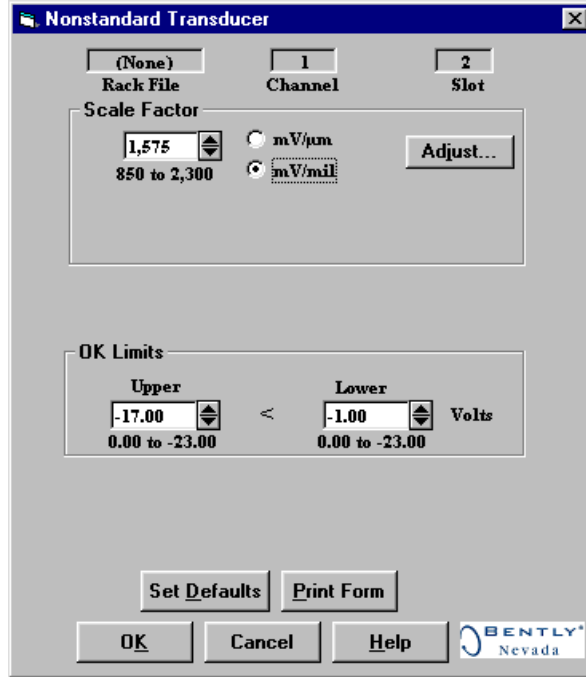 Nonstandard Transducer
(None) 1 2
Rack File Channel Slot
Scale Factor
1,575 mV/µm Adjust...
850 to 2,300 mV/mil
OK Limits
Upper Lower
-17.00 < -1.00 Volts
0.00 to -23.00 0.00 to -23.00
Set Defaults Print Form
OK Cancel Help
BENTLY
Nevada